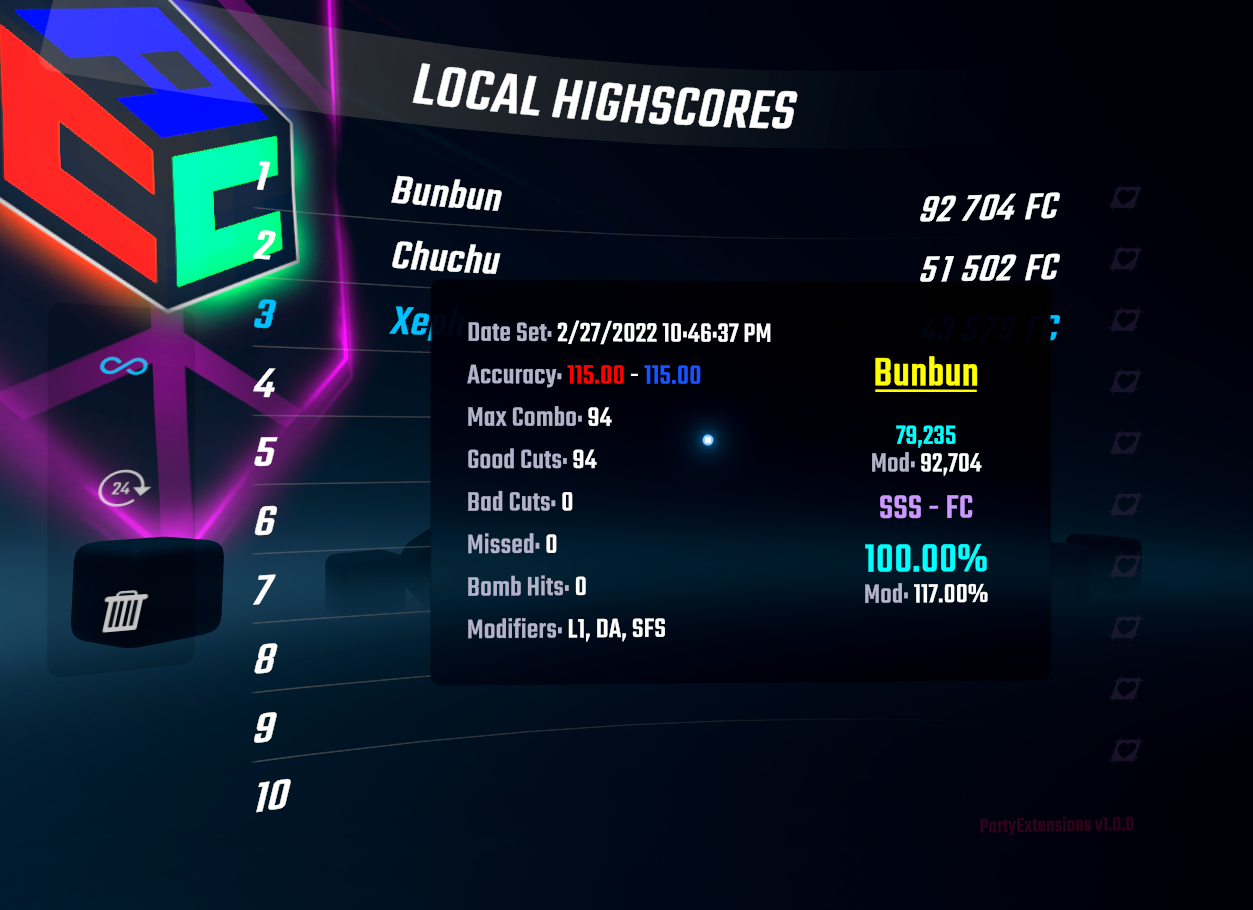 LOCAL HIGHSCORES
1 Bunbun 92 704 FC
2 Chuchu 51 502 FC
3 43 579 FC
4
5
6
7
8
9
10
24
Date Set: 2/27/2022 10:46:37 PM
Accuracy: 115.00 - 115.00
Max Combo: 94
Good Cuts: 94
Bad Cuts: 0
Missed: 0
Bomb Hits: 0
Modifiers: L1, DA, SFS
Bunbun
79,235
Mod: 92,704
SSS - FC
100.00%
Mod: 117.00%
PartyExtensions v1.0.0